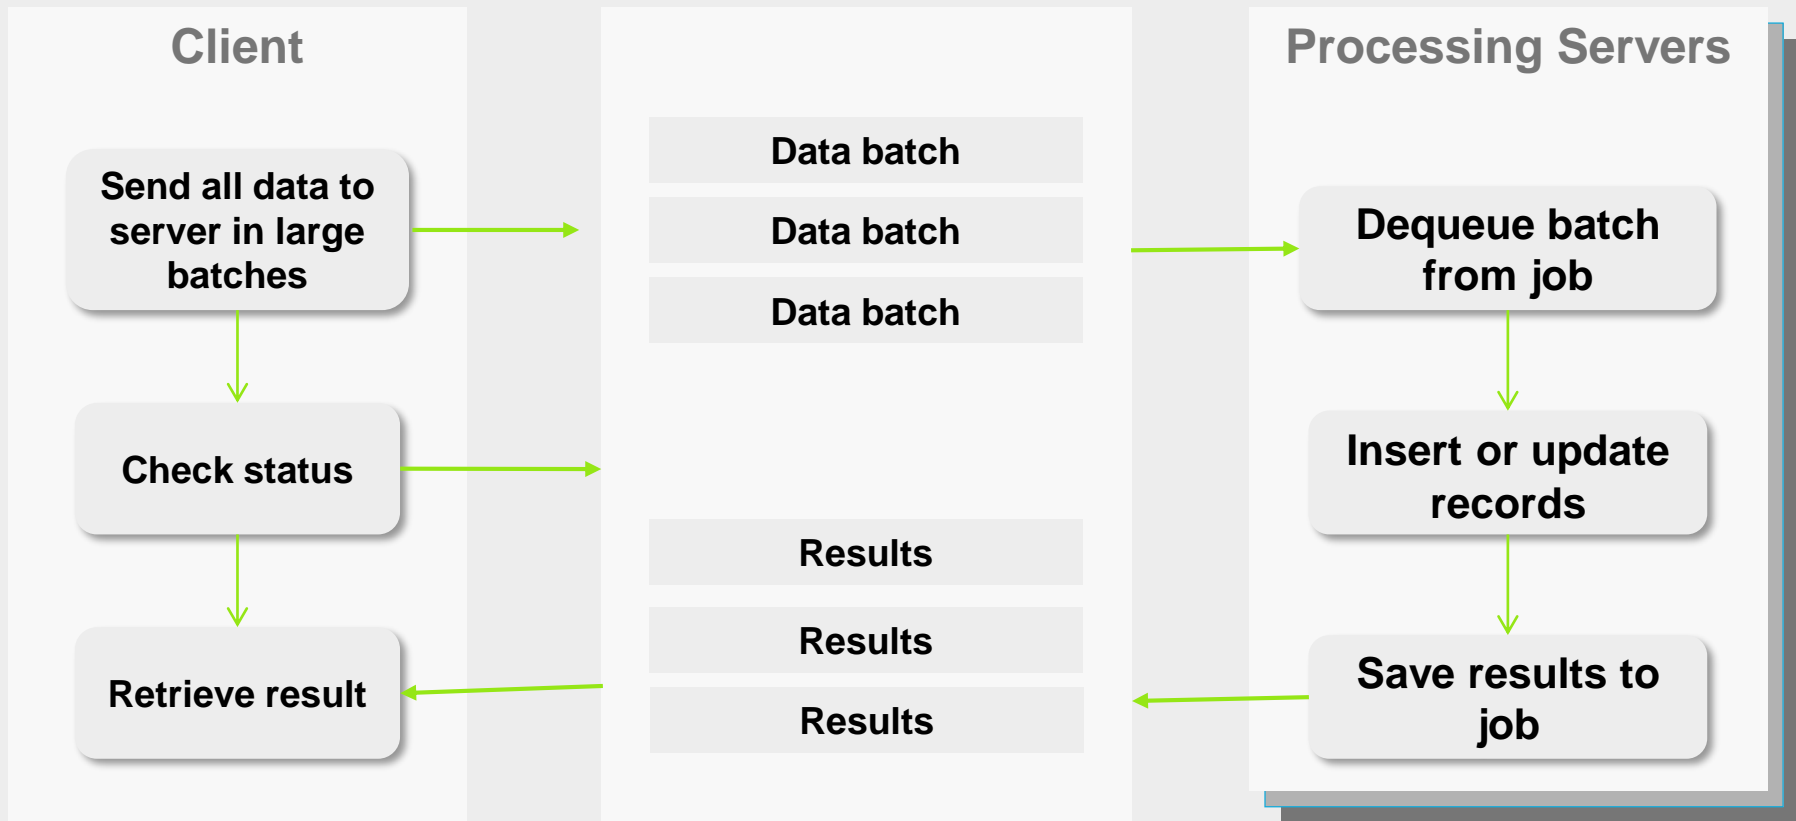 Client
Send all data to
server in large
batches
Check status
Retrieve result
Data batch
Data batch
Data batch
Results
Results
Results
Processing Servers
Dequeue batch
from job
Insert or update
records
Save results to
job